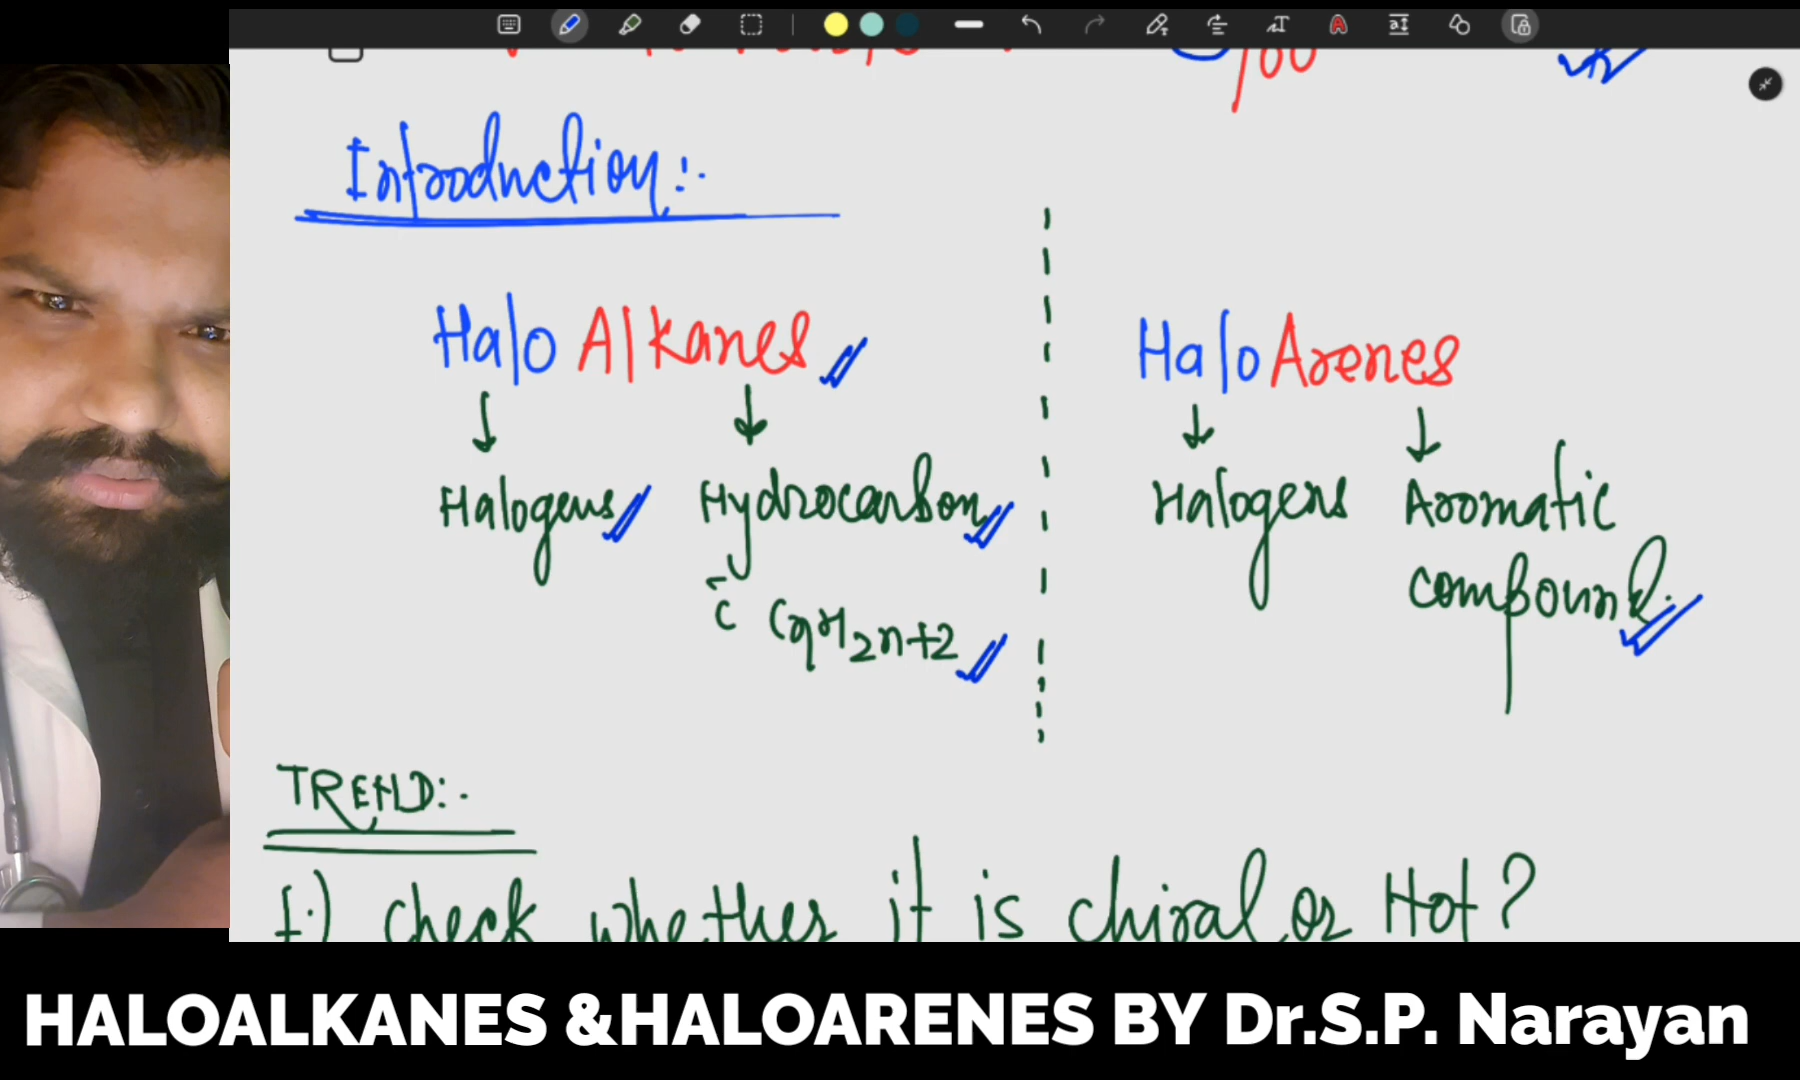 Introduction:-
Halo Alkanes
Halo Arenes
Halogens
Hydrocarbon
Halogens
Aromatic
compound.
c̄ CnH2n+2
TREND:-
I.) check whether it is chiral or Not?
HALOALKANES &HALOARENES BY Dr.S.P. Narayan